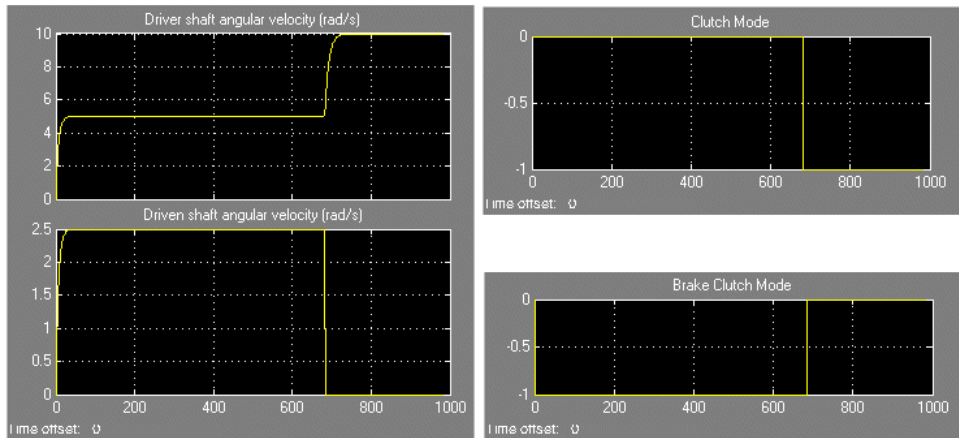 Driver shaft angular velocity (rad/s)
10
8
6
4
2
0
Driven shaft angular velocity (rad/s)
2.5
2
1.5
1
0.5
0
0 200 400 600 800 1000
Time offset: 0
Clutch Mode
0
-0.5
-1
0 200 400 600 800 1000
Time offset: 0
Brake Clutch Mode
0
-0.5
-1
0 200 400 600 800 1000
Time offset: 0